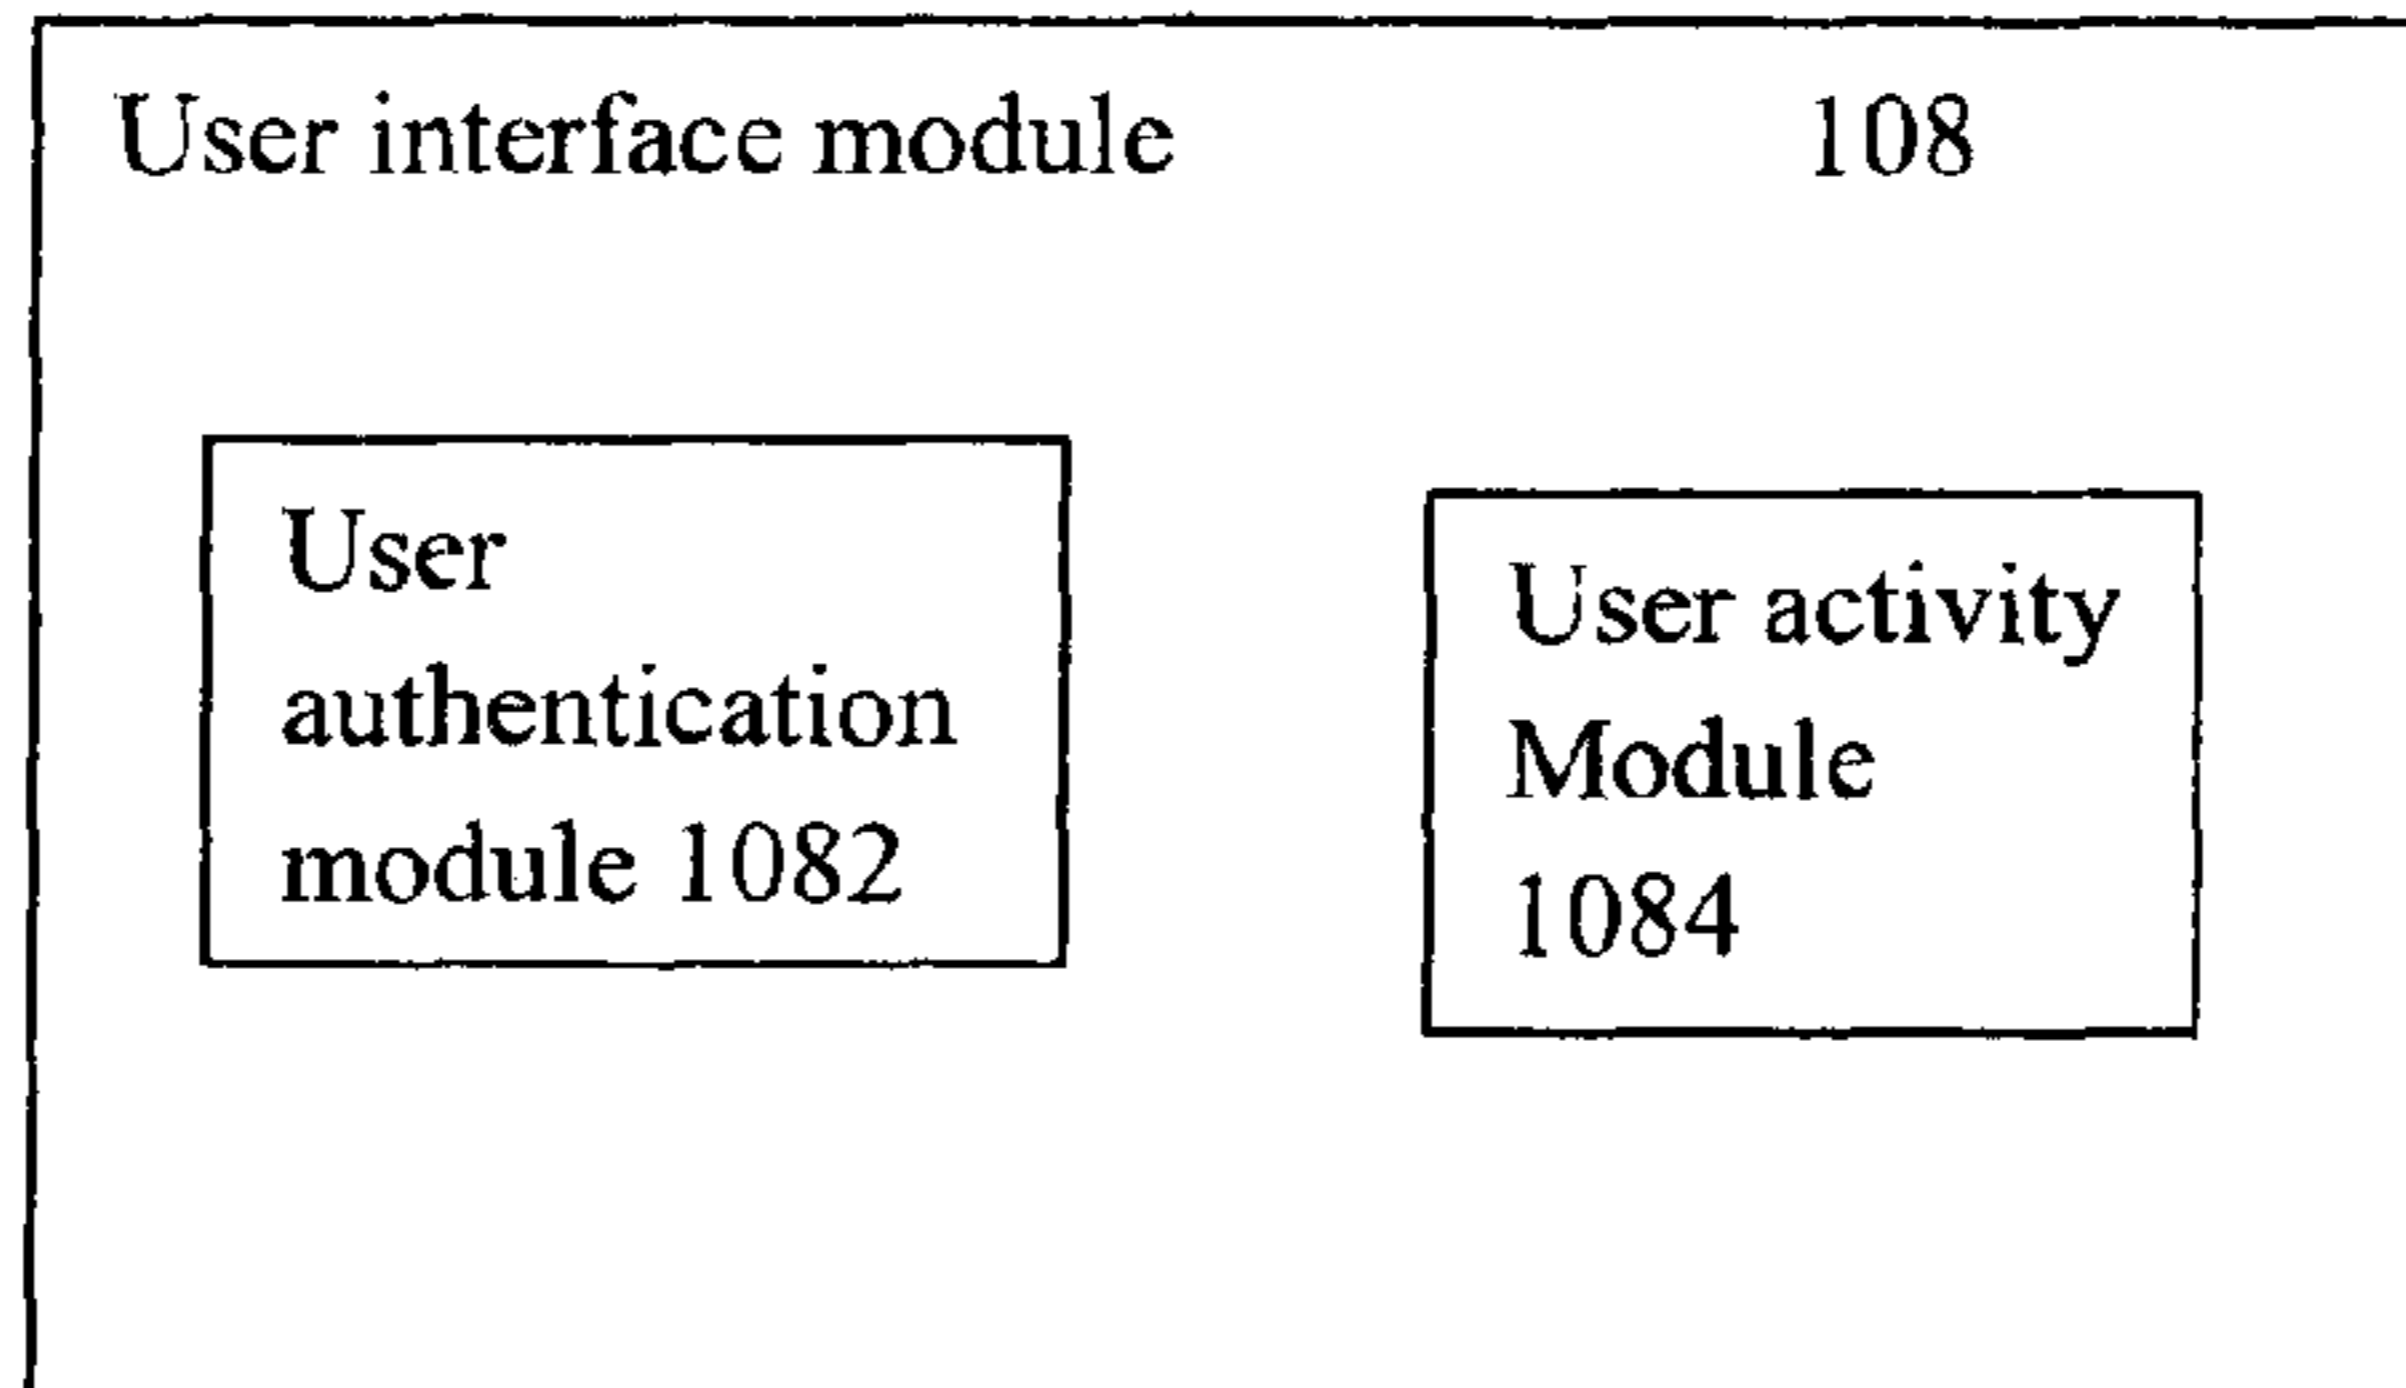 User interface module 108
User
authentication
module 1082
User activity
Module
1084